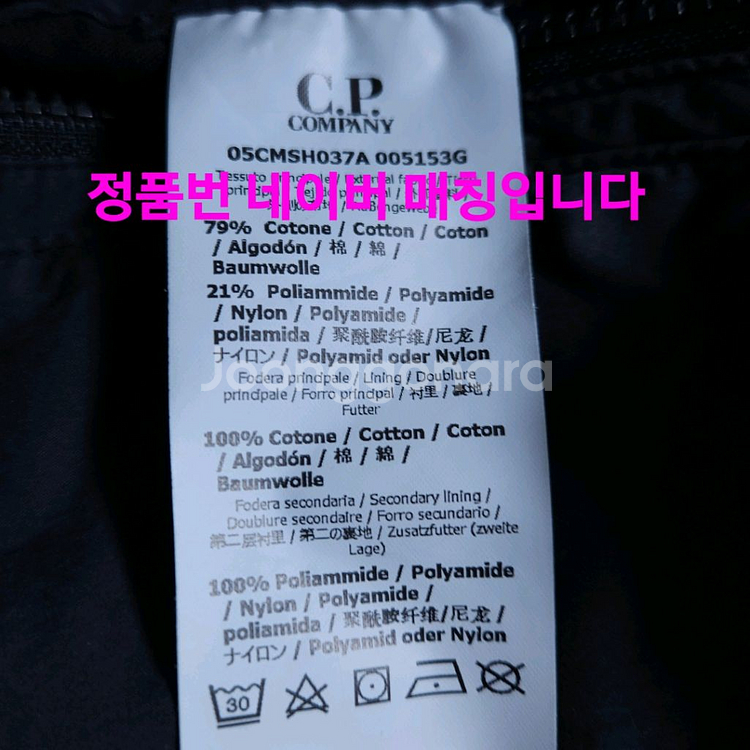 C.P.
COMPANY
05CMSH037A 005153G
Tessuto principale / External
정품번 네이버 매칭입니다
79% Cotone / Cotton / Coton
/ Algodón / 棉 / 綿 /
Baumwolle
21% Poliammide / Polyamide
/ Nylon / Polyamide /
poliamida / 聚酰胺纤维/尼龙 /
ナイロン / Polyamid oder Nylon
Joonggonara
Fodera principale / Lining / Doublure
principale / Forro principal / 衬里 / 裏地 /
Futter
100% Cotone / Cotton / Coton
/ Algodón / 棉 / 綿 /
Baumwolle
Fodera secondaria / Secondary lining /
Doublure secondaire / Forro secundario /
第二层衬里 / 第二の裏地 / Zusatzfutter (zweite
Lage)
100% Poliammide / Polyamide
/ Nylon / Polyamide /
poliamida / 聚酰胺纤维/尼龙 /
ナイロン / Polyamid oder Nylon
30